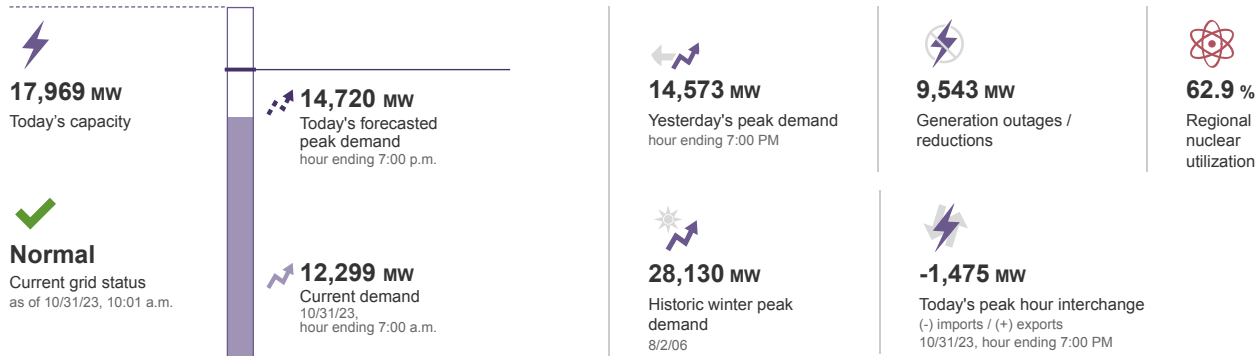 17,969 MW
Today's capacity
Normal
Current grid status
as of 10/31/23, 10:01 a.m.
14,720 MW
Today's forecasted
peak demand
hour ending 7:00 p.m.
12,299 MW
Current demand
10/31/23,
hour ending 7:00 a.m.
14,573 MW
Yesterday's peak demand
hour ending 7:00 PM
9,543 MW
Generation outages /
reductions
62.9 %
Regional
nuclear
utilization
28,130 MW
Historic winter peak
demand
8/2/06
-1,475 MW
Today's peak hour interchange
(-) imports / (+) exports
10/31/23, hour ending 7:00 PM